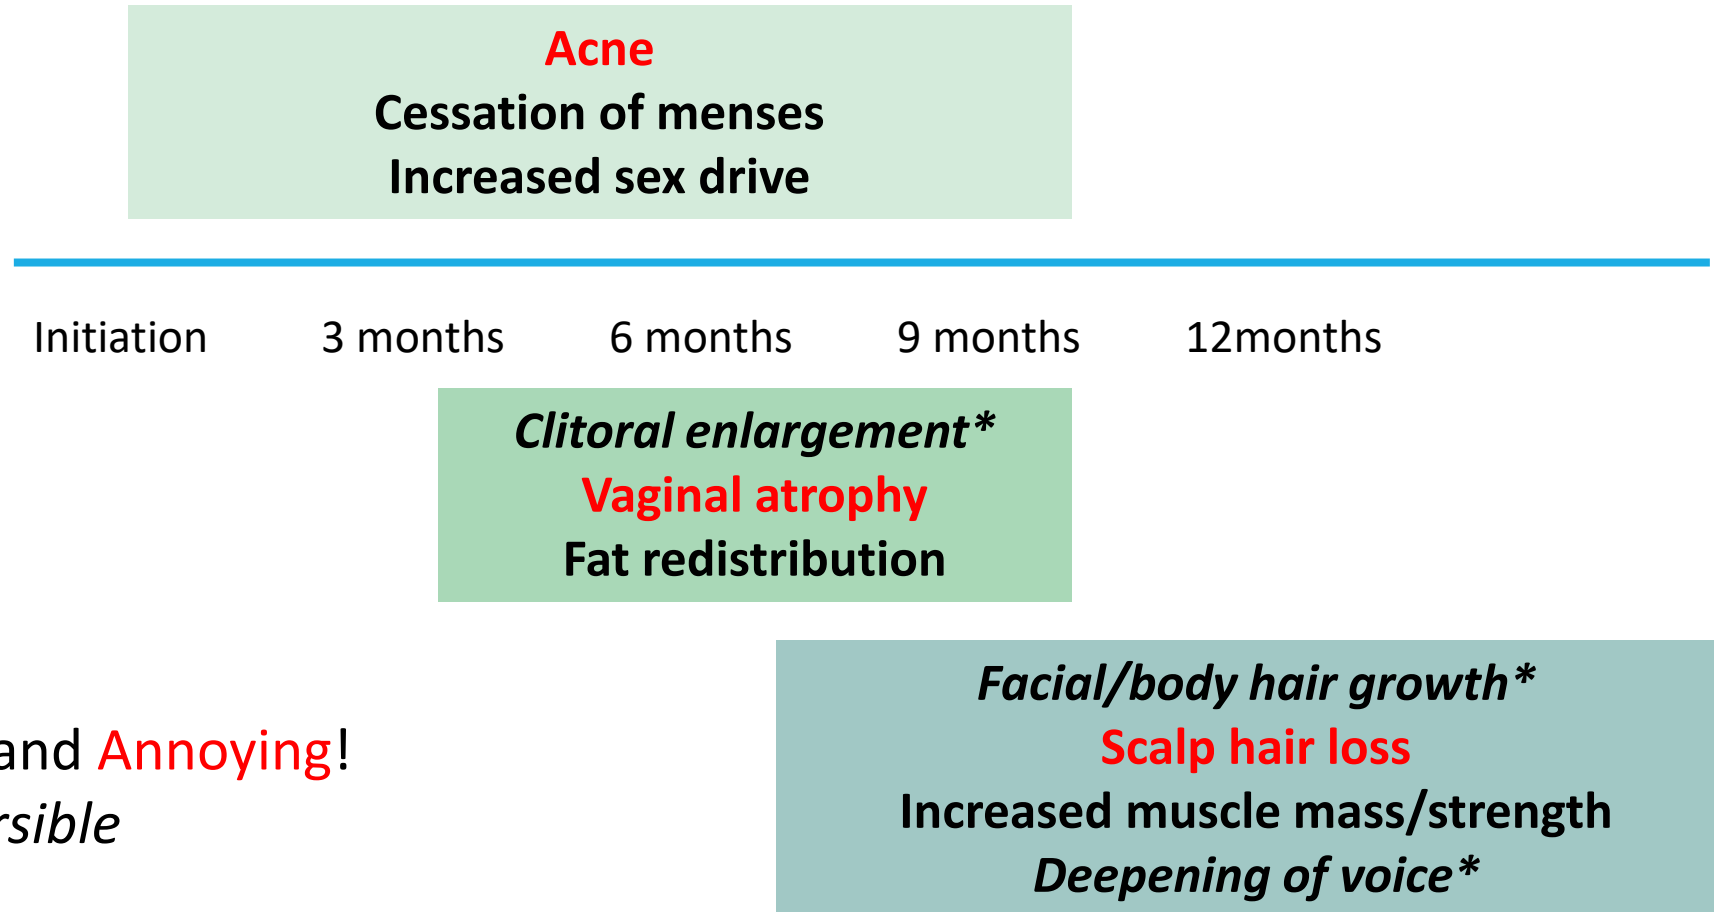 Acne
Cessation of menses
Increased sex drive
Initiation 3 months 6 months 9 months 12months
Clitoral enlargement*
Vaginal atrophy
Fat redistribution
Facial/body hair growth*
Scalp hair loss
Increased muscle mass/strength
Deepening of voice*
and Annoying!